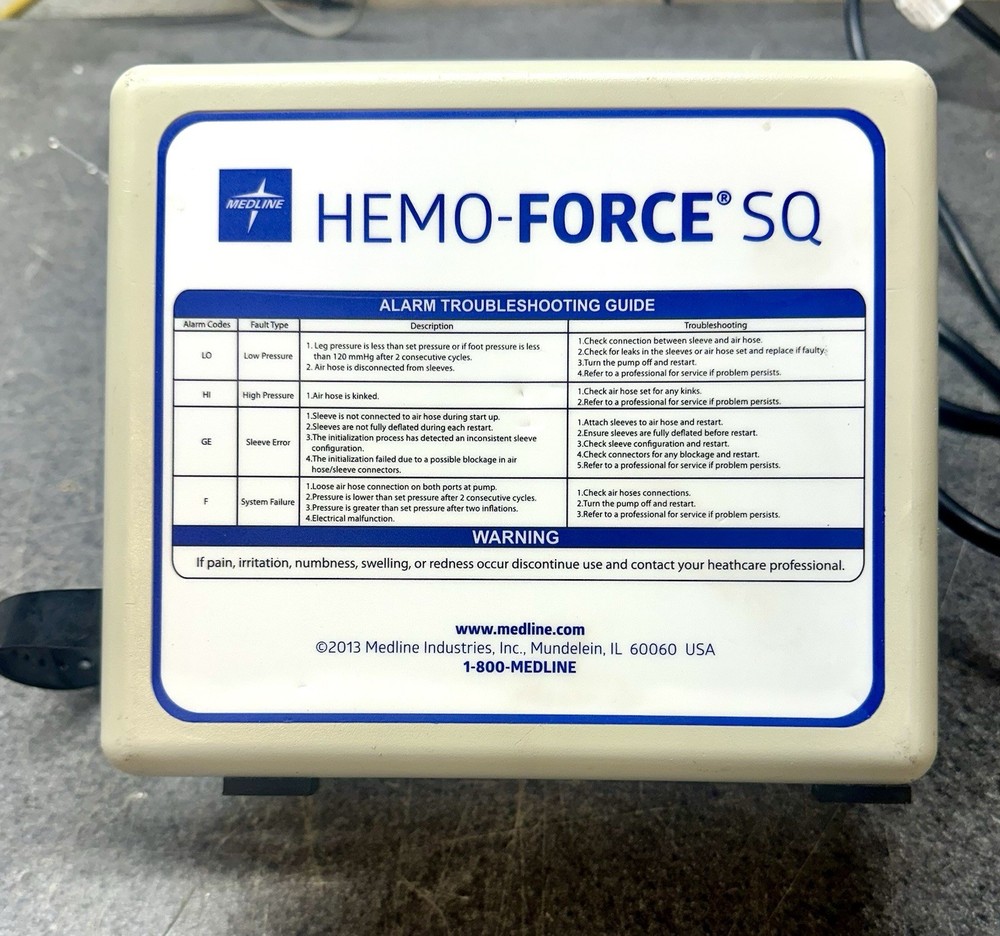 MEDLINE
HEMO-FORCE® SQ
ALARM TROUBLESHOOTING GUIDE
Alarm Codes Fault Type Description Troubleshooting
LO Low Pressure
1. Leg pressure is less than set pressure or if foot pressure is less
than 120 mmHg after 2 consecutive cycles.
2. Air hose is disconnected from sleeves.
1.Check connection between sleeve and air hose.
2.Check for leaks in the sleeves or air hose set and replace if faulty.
3.Turn the pump off and restart.
4.Refer to a professional for service if problem persists.
HI High Pressure
1.Air hose is kinked.
1.Check air hose set for any kinks.
2.Refer to a professional for service if problem persists.
GE Sleeve Error
1.Sleeve is not connected to air hose during start up.
2.Sleeves are not fully deflated during each restart.
3.The initialization process has detected an inconsistent sleeve
configuration.
4.The initialization failed due to a possible blockage in air
hose/sleeve connectors.
1.Attach sleeves to air hose and restart.
2.Ensure sleeves are fully deflated before restart.
3.Check sleeve configuration and restart.
4.Check connectors for any blockage and restart.
5.Refer to a professional for service if problem persists.
F System Failure
1.Loose air hose connection on both ports at pump.
2.Pressure is lower than set pressure after 2 consecutive cycles.
3.Pressure is greater than set pressure after two inflations.
4.Electrical malfunction.
1.Check air hoses connections.
2.Turn the pump off and restart.
3.Refer to a professional for service if problem persists.
WARNING
If pain, irritation, numbness, swelling, or redness occur discontinue use and contact your heathcare professional.
www.medline.com
©2013 Medline Industries, Inc., Mundelein, IL 60060 USA
1-800-MEDLINE